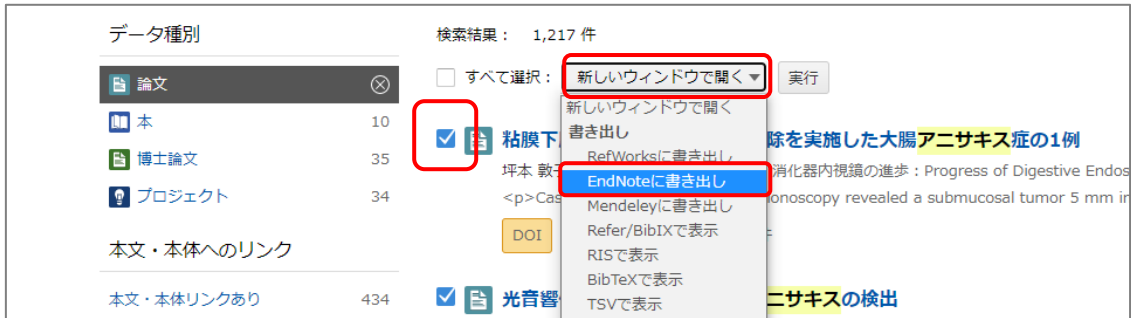 データ種別
論文
本 10
博士論文 35
プロジェクト 34
本文・本体へのリンク
本文・本体リンクあり 434
検索結果： 1,217 件
すべて選択： 新しいウィンドウで開く 実行
新しいウィンドウで開く
書き出し
RefWorksに書き出し
EndNoteに書き出し
Mendeleyに書き出し
Refer/BibIXで表示
RISで表示
BibTeXで表示
TSVで表示
粘膜下 除を実施した大腸アニサキス症の1例
坪本 敦子 消化器内視鏡の進歩：Progress of Digestive Endos
<p>Cas onoscopy revealed a submucosal tumor 5 mm in
DOI
光音響 ニサキスの検出